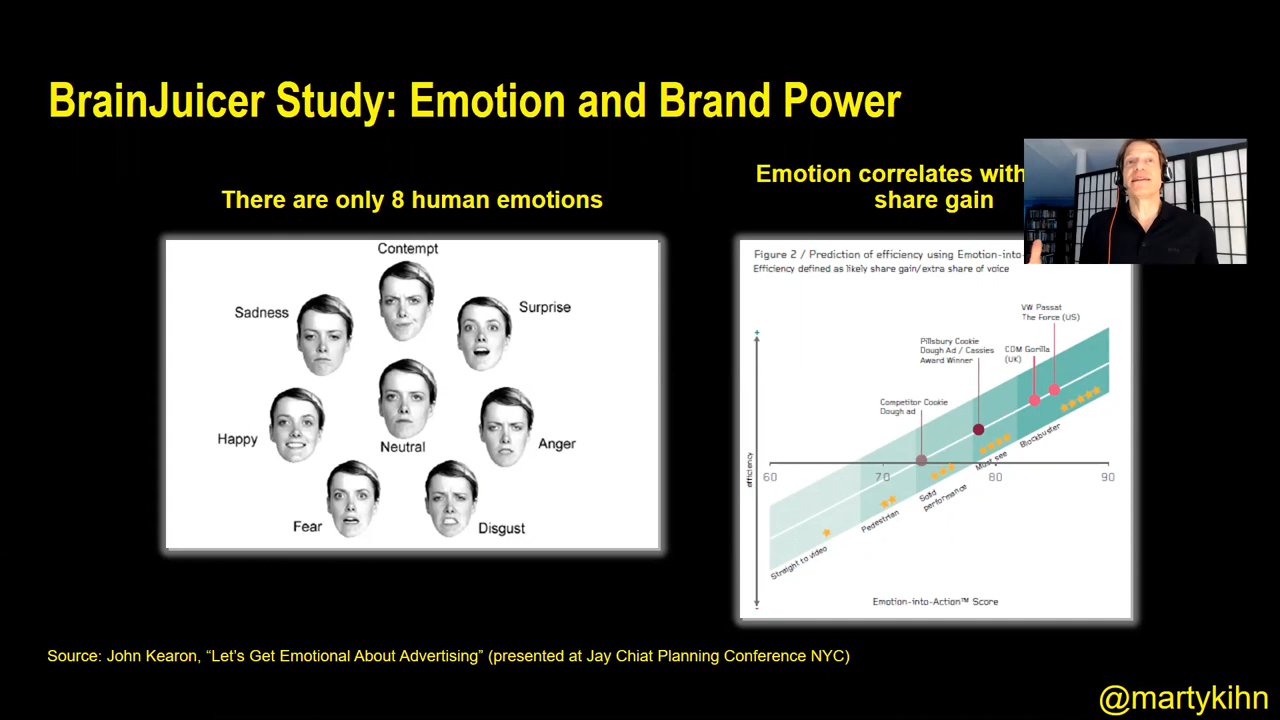 BrainJuicer Study: Emotion and Brand Power
There are only 8 human emotions
Contempt
Sadness
Surprise
Happy
Neutral
Anger
Fear
Disgust
Emotion correlates with
share gain
Figure 2 / Prediction of efficiency using Emotion-into-
Efficiency defined as likely share gain/extra share of voice
VW Passat
The Force (US)
Pillsbury Cookie
Dough Ad / Cassies
Award Winner
CDM Gorilla
(UK)
Competitor Cookie
Dough ad
+
efficiency
60
70
80
90
Straight to video
Pedestrian
Solid
performance
Must see
Blockbuster
-
Emotion-into-Action™ Score
Source: John Kearon, “Let’s Get Emotional About Advertising” (presented at Jay Chiat Planning Conference NYC)
@martykihn